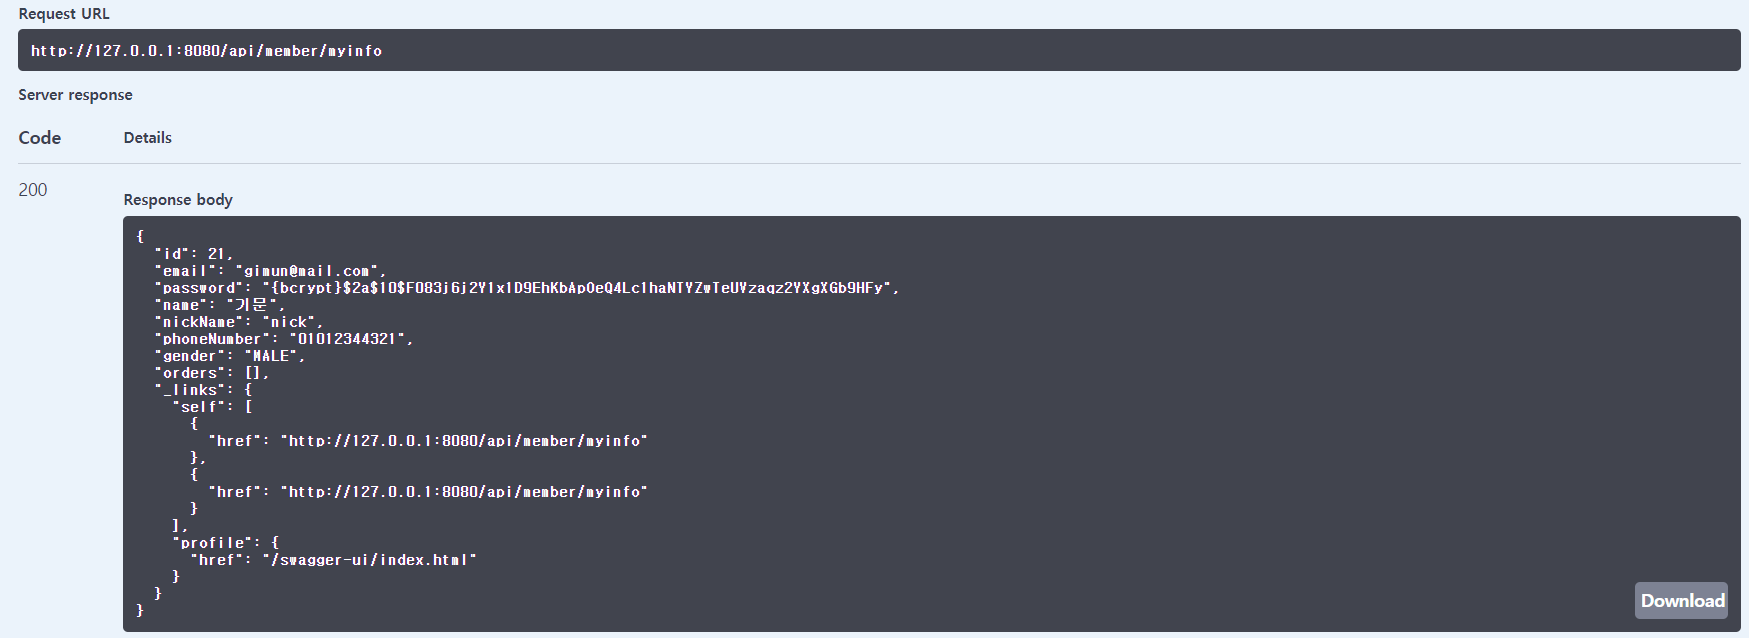 Request URL
http://127.0.0.1:8080/api/member/myinfo
Server response
Code Details
200
Response body
{
"id": 21,
"email": "gimun@mail.com",
"password": "{bcrypt}$2a$10$F083j6j2Y1x1D9EhKbAp0eQ4Lc1haNTYZwTeUYzaqz2YXgXGb9HFy",
"name": "기문",
"nickName": "nick",
"phoneNumber": "01012344321",
"gender": "MALE",
"orders": [],
"_links": {
"self": [
{
"href": "http://127.0.0.1:8080/api/member/myinfo"
},
{
"href": "http://127.0.0.1:8080/api/member/myinfo"
}
],
"profile": {
"href": "/swagger-ui/index.html"
}
}
}
Download